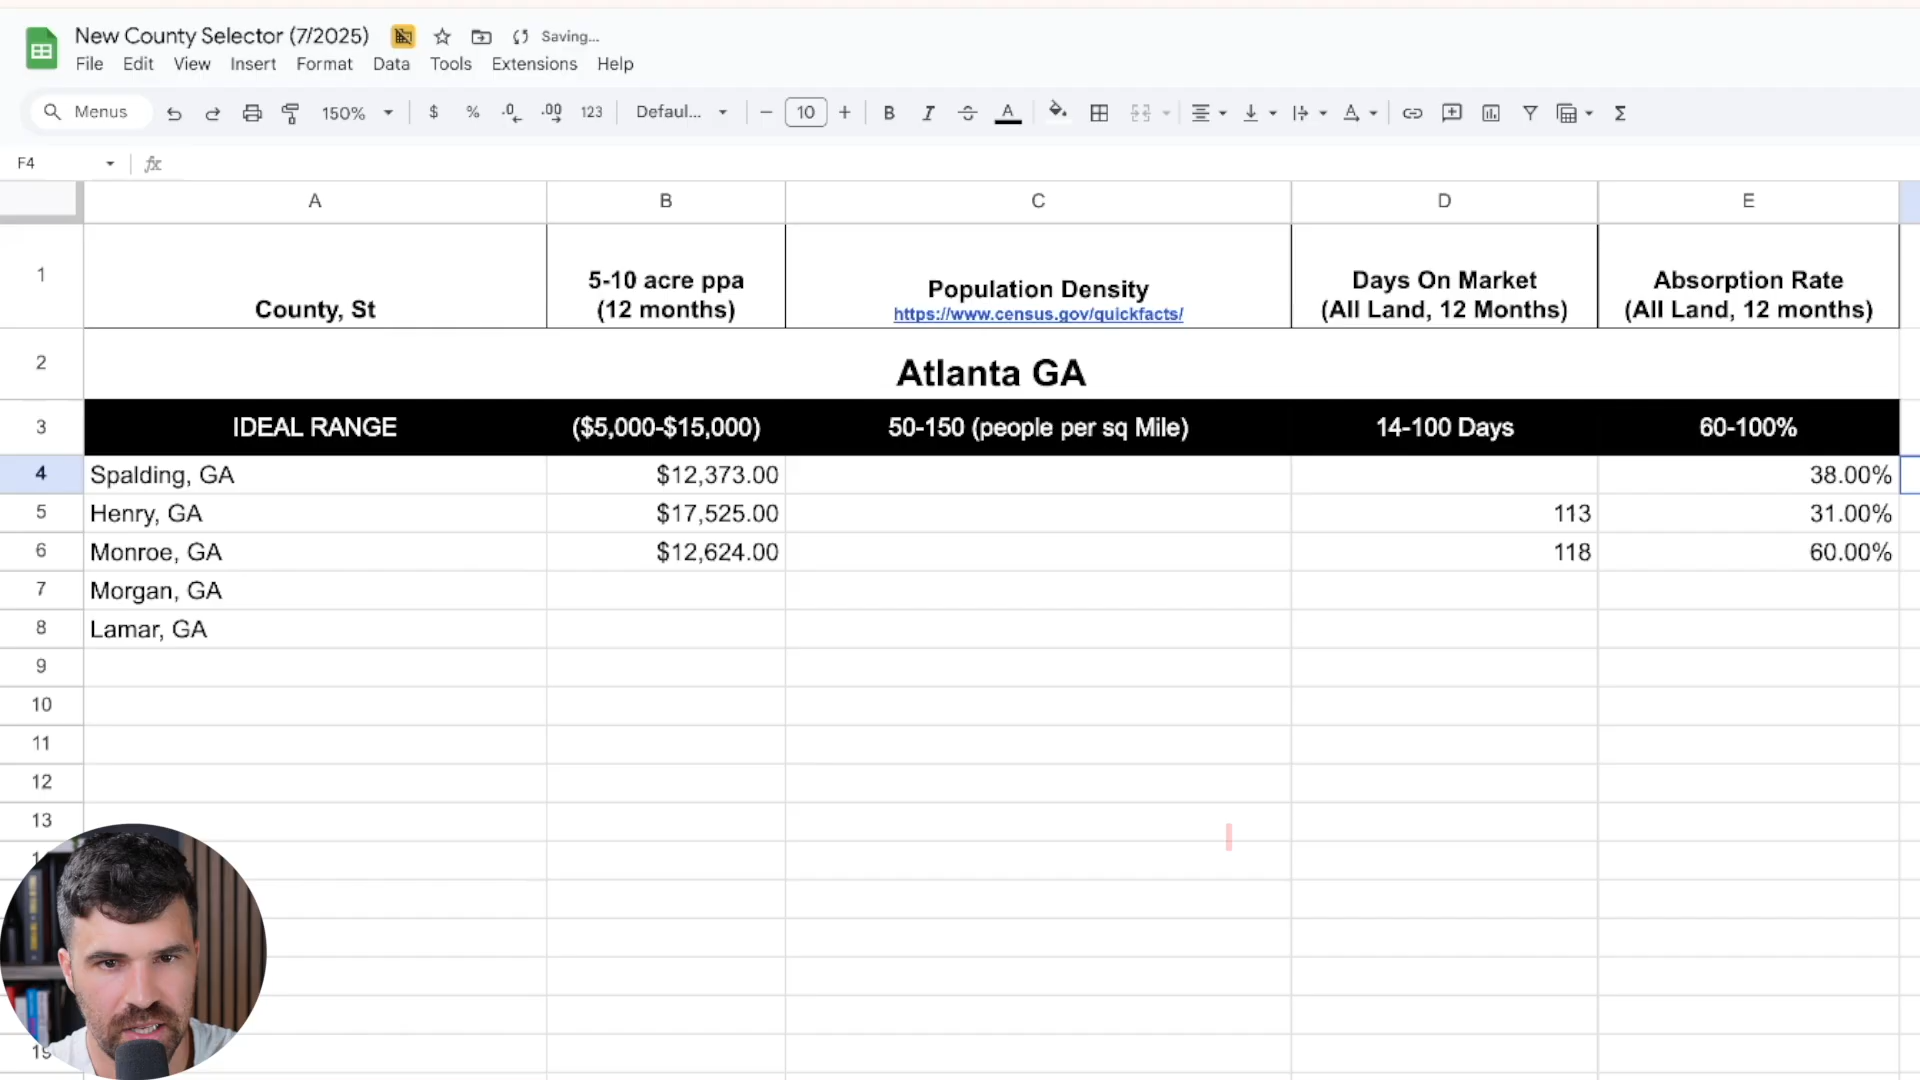 New County Selector (7/2025) Saving...
File Edit View Insert Format Data Tools Extensions Help
Menus 150% $ % .0 .00 123 Defaul... − 10 + B I S A A Σ
F4 fx
A B C D E
1 County, St 5-10 acre ppa (12 months) Population Density https://www.census.gov/quickfacts/ Days On Market (All Land, 12 Months) Absorption Rate (All Land, 12 months)
2 Atlanta GA
3 IDEAL RANGE ($5,000-$15,000) 50-150 (people per sq Mile) 14-100 Days 60-100%
4 Spalding, GA $12,373.00 38.00%
5 Henry, GA $17,525.00 113 31.00%
6 Monroe, GA $12,624.00 118 60.00%
7 Morgan, GA
8 Lamar, GA
9
10
11
12
13